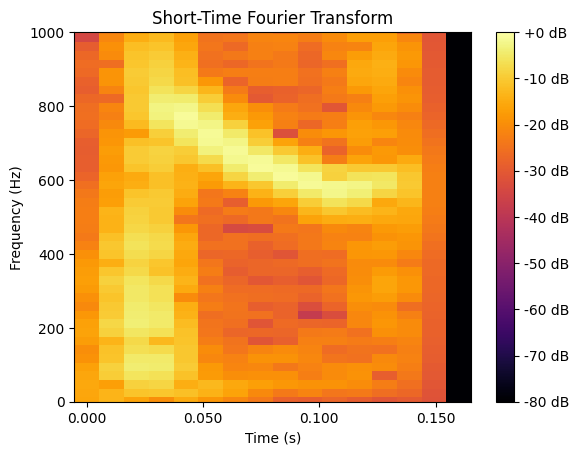 Short-Time Fourier Transform
1000
800
600
400
200
0
Frequency (Hz)
0.000
0.050
0.100
0.150
Time (s)
+0 dB
-10 dB
-20 dB
-30 dB
-40 dB
-50 dB
-60 dB
-70 dB
-80 dB